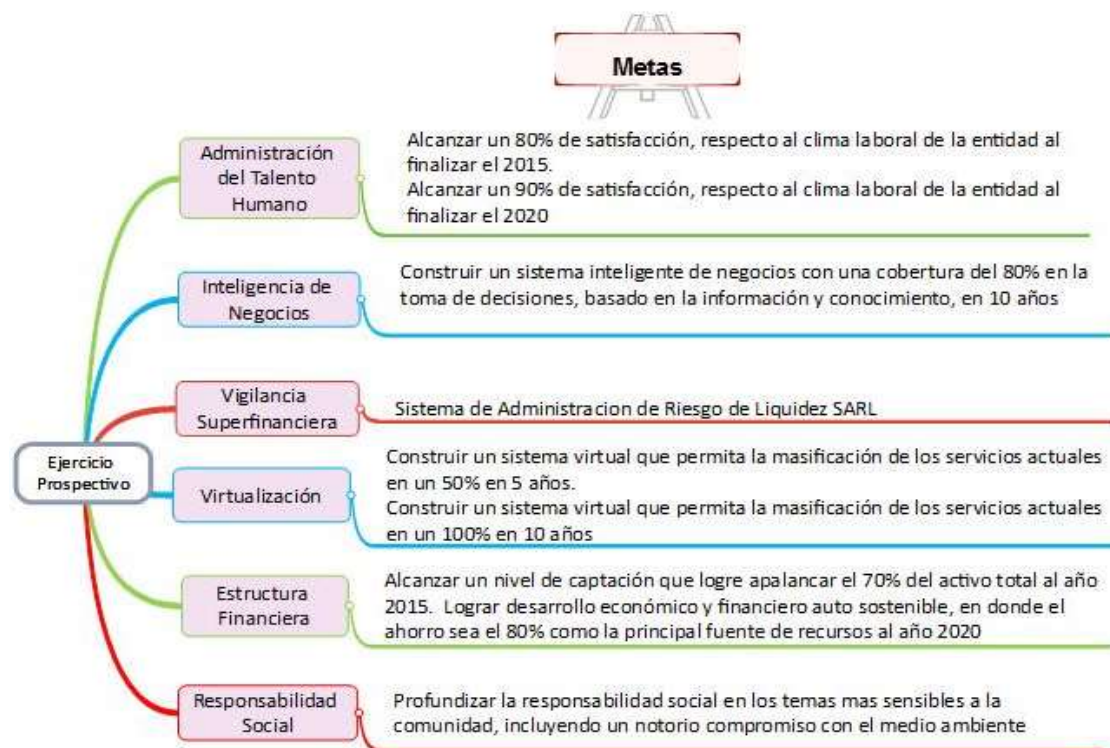 Metas
Administración
del Talento
Humano
Alcanzar un 80% de satisfacción, respecto al clima laboral de la entidad al
finalizar el 2015.
Alcanzar un 90% de satisfacción, respecto al clima laboral de la entidad al
finalizar el 2020
Inteligencia de
Negocios
Construir un sistema inteligente de negocios con una cobertura del 80% en la
toma de decisiones, basado en la información y conocimiento, en 10 años
Vigilancia
Superfinanciera
Sistema de Administracion de Riesgo de Liquidez SARL
Ejercicio
Prospectivo
Virtualización
Construir un sistema virtual que permita la masificación de los servicios actuales
en un 50% en 5 años.
Construir un sistema virtual que permita la masificación de los servicios actuales
en un 100% en 10 años
Estructura
Financiera
Alcanzar un nivel de captación que logre apalancar el 70% del activo total al año
2015.  Lograr desarrollo económico y financiero auto sostenible, en donde el
ahorro sea el 80% como la principal fuente de recursos al año 2020
Responsabilidad
Social
Profundizar la responsabilidad social en los temas mas sensibles a la
comunidad, incluyendo un notorio compromiso con el medio ambiente